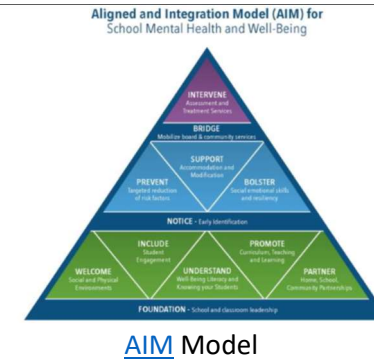 Aligned and Integration Model (AIM) for
School Mental Health and Well-Being
INTERVENE
Assessment and
Treatment Services
BRIDGE
Mobilize board & community services
SUPPORT
Accommodation and
Modification
PREVENT
Targeted reduction
of risk factors
BOLSTER
Social emotional skills
and resiliency
NOTICE - Early Identification
INCLUDE
Student
Engagement
PROMOTE
Curriculum, Teaching
and Learning
WELCOME
Social and Physical
Environments
UNDERSTAND
Well-Being Literacy and
Knowing your Students
PARTNER
Home, School,
Community Partnerships
FOUNDATION - School and classroom leadership
AIM Model